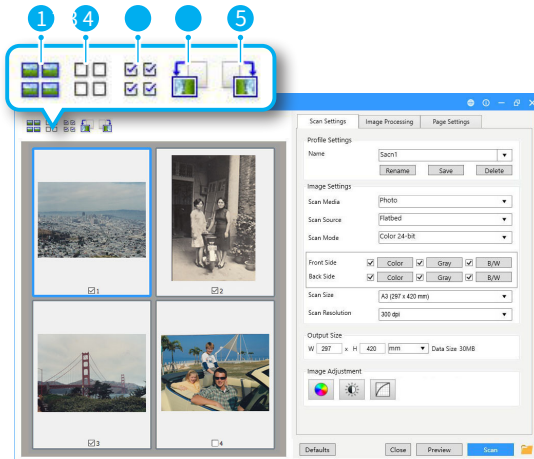 1 3 4 5
Scan Settings Image Processing Page Settings
Profile Settings
Name Sacn1
Rename Save Delete
Image Settings
Scan Media Photo
Scan Source Flatbed
Scan Mode Color 24-bit
Front Side Color Gray B/W
Back Side Color Gray B/W
Scan Size A3 (297 x 420 mm)
Scan Resolution 300 dpi
Output Size
W 297 x H 420 mm Data Size 30MB
Image Adjustment
1 2
3 4
Defaults Close Preview Scan